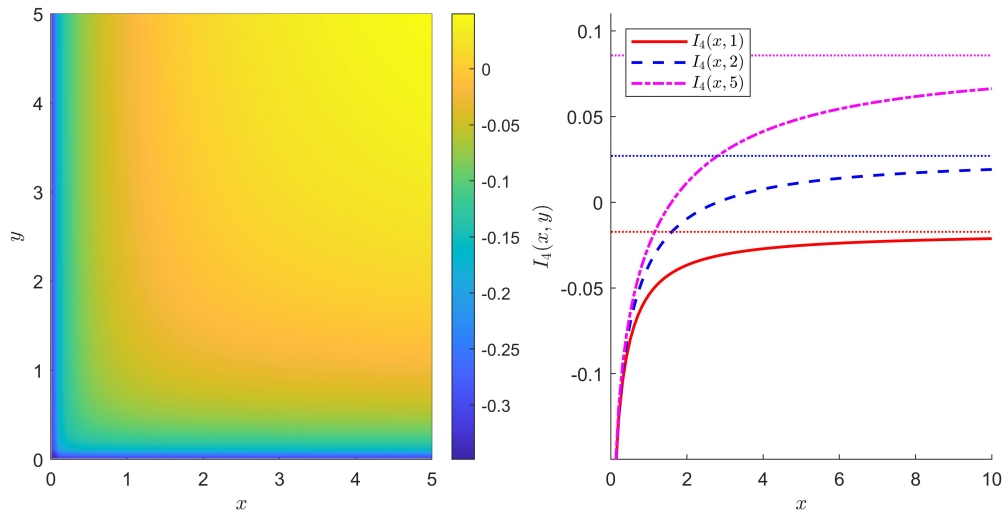 5
4
3
2
1
0
y
0 1 2 3 4 5
x
0
-0.05
-0.1
-0.15
-0.2
-0.25
-0.3
0.1
0.05
0
-0.05
-0.1
I₄(x, y)
I₄(x, 1)
I₄(x, 2)
I₄(x, 5)
0 2 4 6 8 10
x